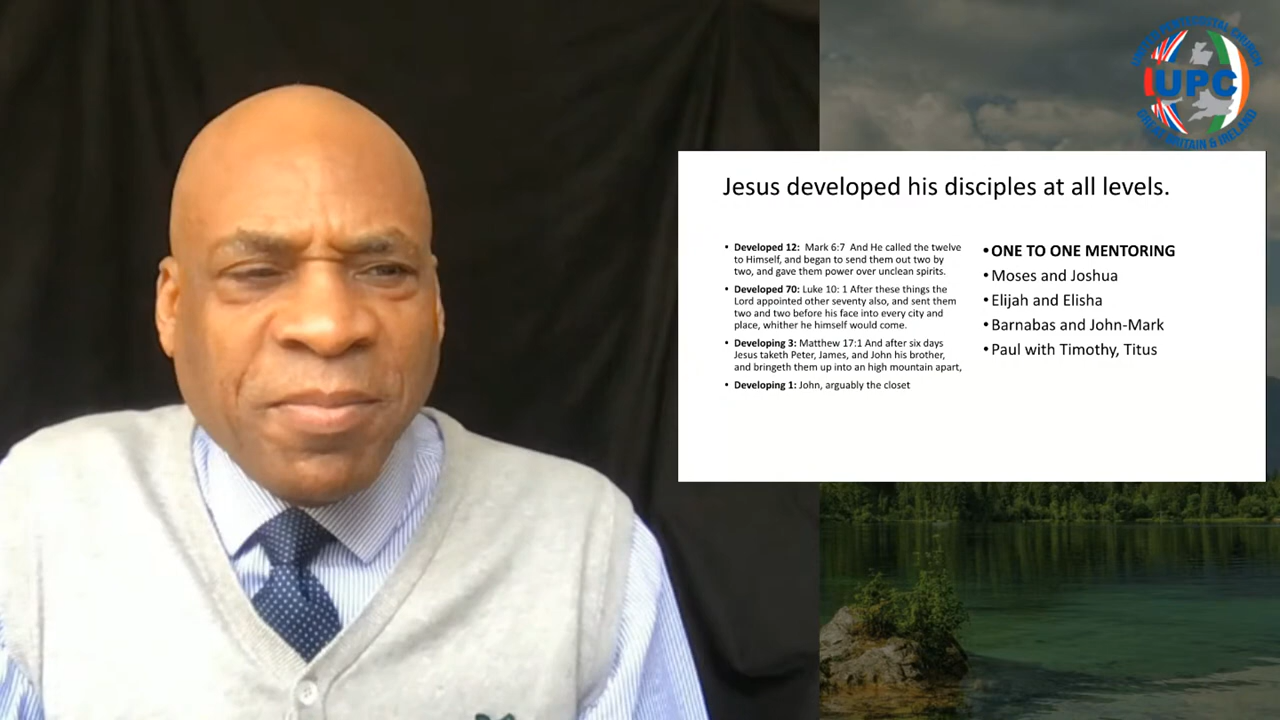 UNITED PENTECOSTAL CHURCH
UPC
GREAT BRITAIN & IRELAND
Jesus developed his disciples at all levels.
• Developed 12: Mark 6:7 And He called the twelve
to Himself, and began to send them out two by
two, and gave them power over unclean spirits.
• Developed 70: Luke 10: 1 After these things the
Lord appointed other seventy also, and sent them
two and two before his face into every city and
place, whither he himself would come.
• Developing 3: Matthew 17:1 And after six days
Jesus taketh Peter, James, and John his brother,
and bringeth them up into an high mountain apart,
• Developing 1: John, arguably the closet
• ONE TO ONE MENTORING
• Moses and Joshua
• Elijah and Elisha
• Barnabas and John-Mark
• Paul with Timothy, Titus